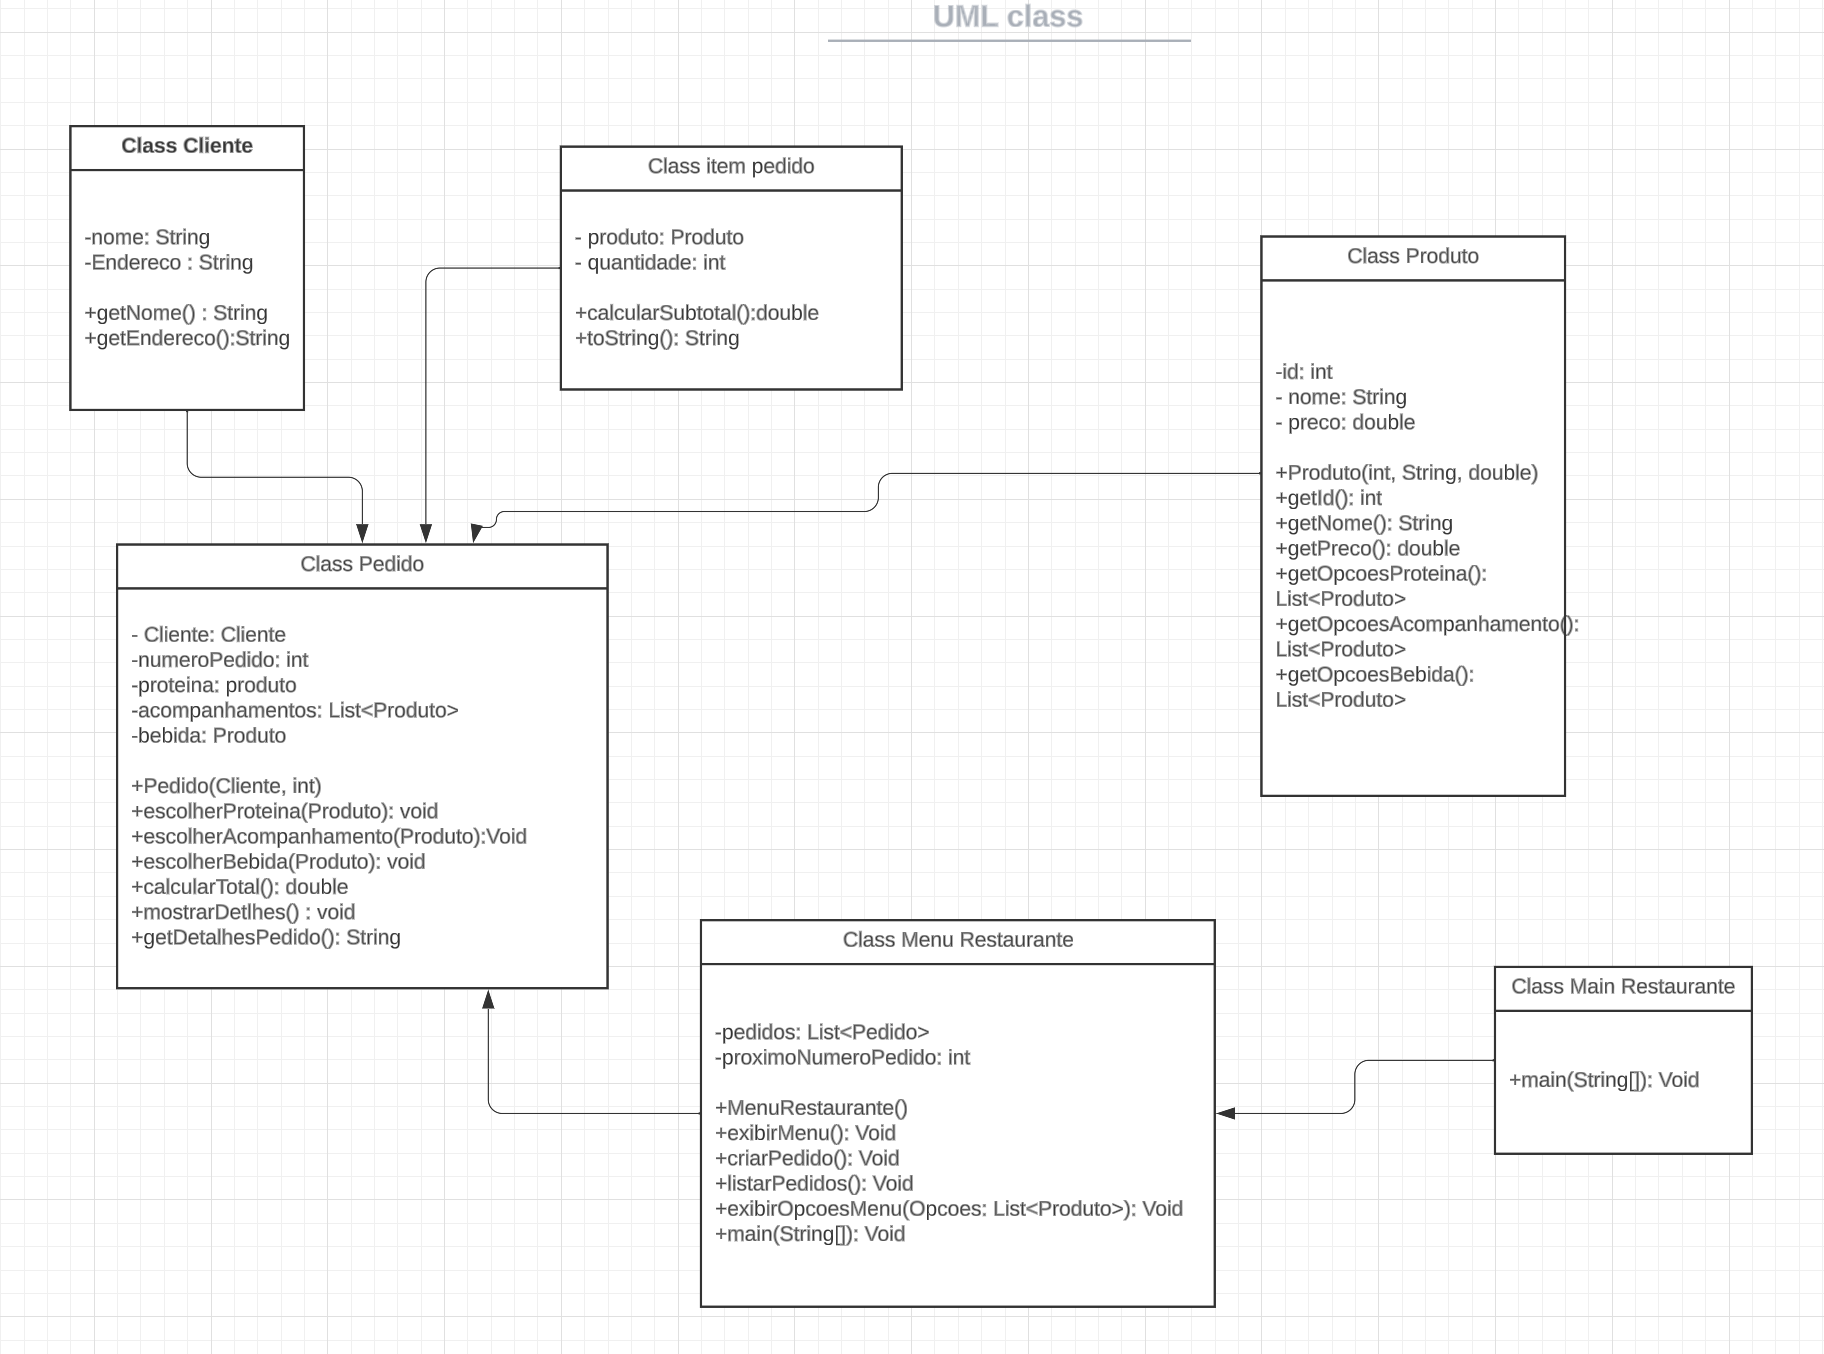 UML class
Class Cliente
-nome: String
-Endereco : String
+getNome() : String
+getEndereco():String
Class item pedido
- produto: Produto
- quantidade: int
+calcularSubtotal():double
+toString(): String
Class Produto
-id: int
- nome: String
- preco: double
+Produto(int, String, double)
+getId(): int
+getNome(): String
+getPreco(): double
+getOpcoesProteina():
List<Produto>
+getOpcoesAcompanhamento():
List<Produto>
+getOpcoesBebida():
List<Produto>
Class Pedido
- Cliente: Cliente
-numeroPedido: int
-proteina: produto
-acompanhamentos: List<Produto>
-bebida: Produto
+Pedido(Cliente, int)
+escolherProteina(Produto): void
+escolherAcompanhamento(Produto):Void
+escolherBebida(Produto): void
+calcularTotal(): double
+mostrarDetlhes() : void
+getDetalhesPedido(): String
Class Menu Restaurante
-pedidos: List<Pedido>
-proximoNumeroPedido: int
+MenuRestaurante()
+exibirMenu(): Void
+criarPedido(): Void
+listarPedidos(): Void
+exibirOpcoesMenu(Opcoes: List<Produto>): Void
+main(String[]): Void
Class Main Restaurante
+main(String[]): Void